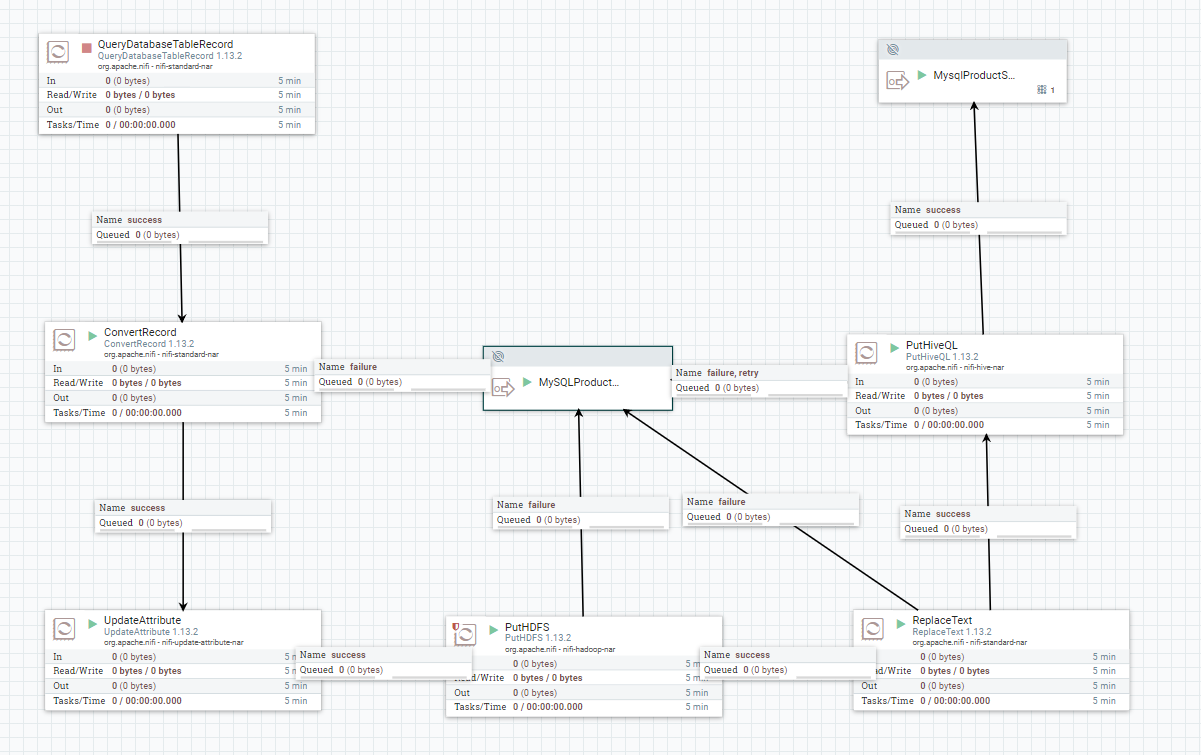 QueryDatabaseTableRecord
QueryDatabaseTableRecord 1.13.2
org.apache.nifi - nifi-standard-nar
In 0 (0 bytes) 5 min
Read/Write 0 bytes / 0 bytes 5 min
Out 0 (0 bytes) 5 min
Tasks/Time 0 / 00:00:00.000 5 min
MysqlProductS...
1
Name success
Queued 0 (0 bytes)
Name success
Queued 0 (0 bytes)
ConvertRecord
ConvertRecord 1.13.2
org.apache.nifi - nifi-standard-nar
In 0 (0 bytes) 5 min
Read/Write 0 bytes / 0 bytes 5 min
Out 0 (0 bytes) 5 min
Tasks/Time 0 / 00:00:00.000 5 min
Name failure
Queued 0 (0 bytes)
MySQLProduct...
Name failure, retry
Queued 0 (0 bytes)
PutHiveQL
PutHiveQL 1.13.2
org.apache.nifi - nifi-hive-nar
In 0 (0 bytes) 5 min
Read/Write 0 bytes / 0 bytes 5 min
Out 0 (0 bytes) 5 min
Tasks/Time 0 / 00:00:00.000 5 min
Name success
Queued 0 (0 bytes)
Name failure
Queued 0 (0 bytes)
Name failure
Queued 0 (0 bytes)
Name success
Queued 0 (0 bytes)
UpdateAttribute
UpdateAttribute 1.13.2
org.apache.nifi - nifi-update-attribute-nar
In 0 (0 bytes) 5 m
Read/Write 0 bytes / 0 bytes 5 m
Out 0 (0 bytes) 5 min
Tasks/Time 0 / 00:00:00.000 5 min
Name success
Queued 0 (0 bytes)
PutHDFS
PutHDFS 1.13.2
org.apache.nifi - nifi-hadoop-nar
0 (0 bytes) 5 m
ad/Write 0 bytes / 0 bytes 5 m
Out 0 (0 bytes) 5 min
Tasks/Time 0 / 00:00:00.000 5 min
Name success
Queued 0 (0 bytes)
ReplaceText
ReplaceText 1.13.2
org.apache.nifi - nifi-standard-nar
0 (0 bytes) 5 min
ad/Write 0 bytes / 0 bytes 5 min
Out 0 (0 bytes) 5 min
Tasks/Time 0 / 00:00:00.000 5 min